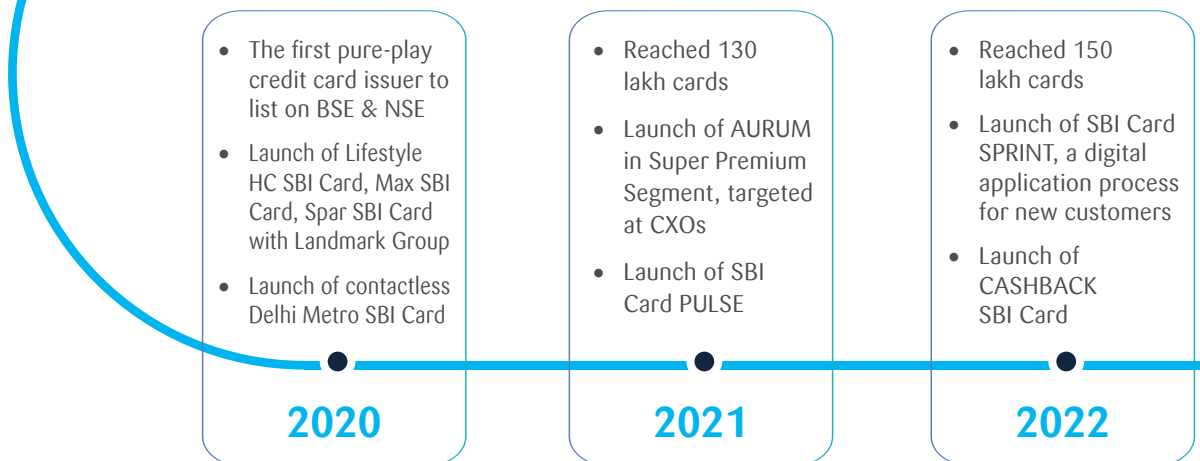 • The first pure-play
credit card issuer to
list on BSE & NSE
• Launch of Lifestyle
HC SBI Card, Max SBI
Card, Spar SBI Card
with Landmark Group
• Launch of contactless
Delhi Metro SBI Card
2020
• Reached 130
lakh cards
• Launch of AURUM
in Super Premium
Segment, targeted
at CXOs
• Launch of SBI
Card PULSE
2021
• Reached 150
lakh cards
• Launch of SBI Card
SPRINT, a digital
application process
for new customers
• Launch of
CASHBACK
SBI Card
2022